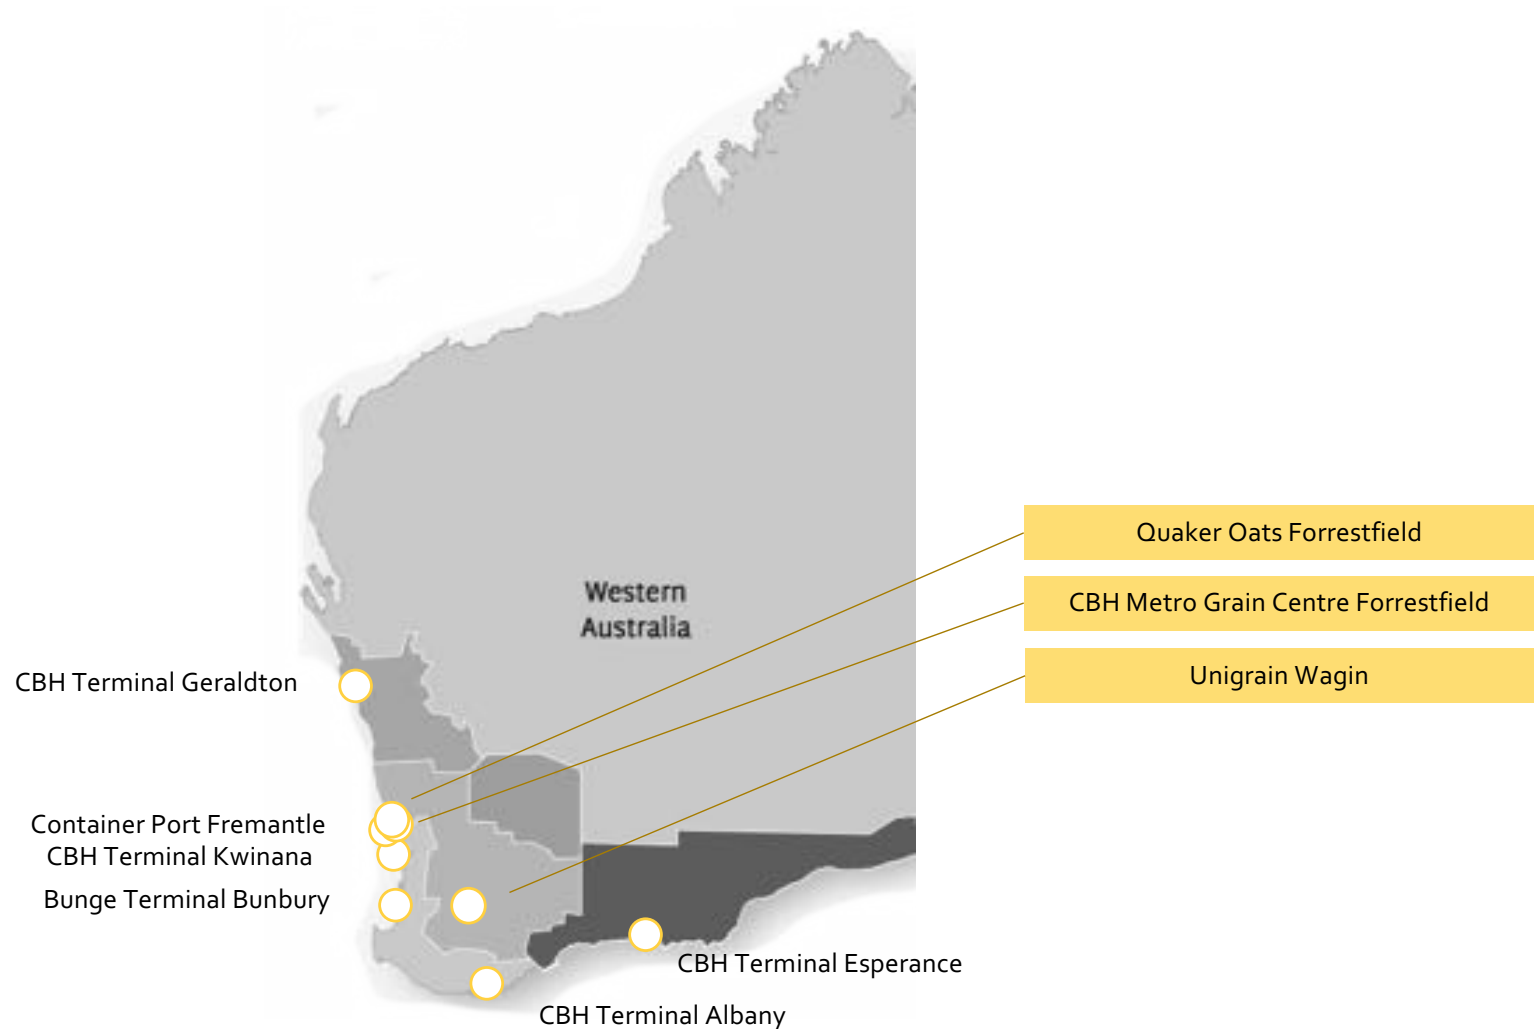 Quaker Oats Forrestfield
CBH Metro Grain Centre Forrestfield
Western
Australia
Unigrain Wagin
CBH Terminal Geraldton
Container Port Fremantle
CBH Terminal Kwinana
Bunge Terminal Bunbury
CBH Terminal Esperance
CBH Terminal Albany